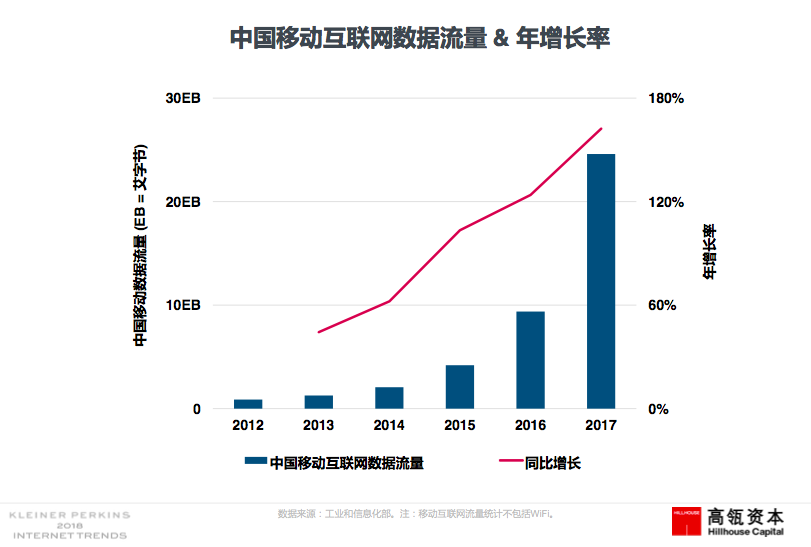 中国移动互联网数据流量 & 年增长率
30EB
180%
20EB
120%
10EB
60%
0
0%
中国移动数据流量 (EB = 艾字节)
年增长率
2012
2013
2014
2015
2016
2017
中国移动互联网数据流量
同比增长
KLEINER PERKINS
2018
INTERNET TRENDS
数据来源：工业和信息化部。注：移动互联网流量统计不包括WiFi。
HILLHOUSE
高瓴资本
Hillhouse Capital